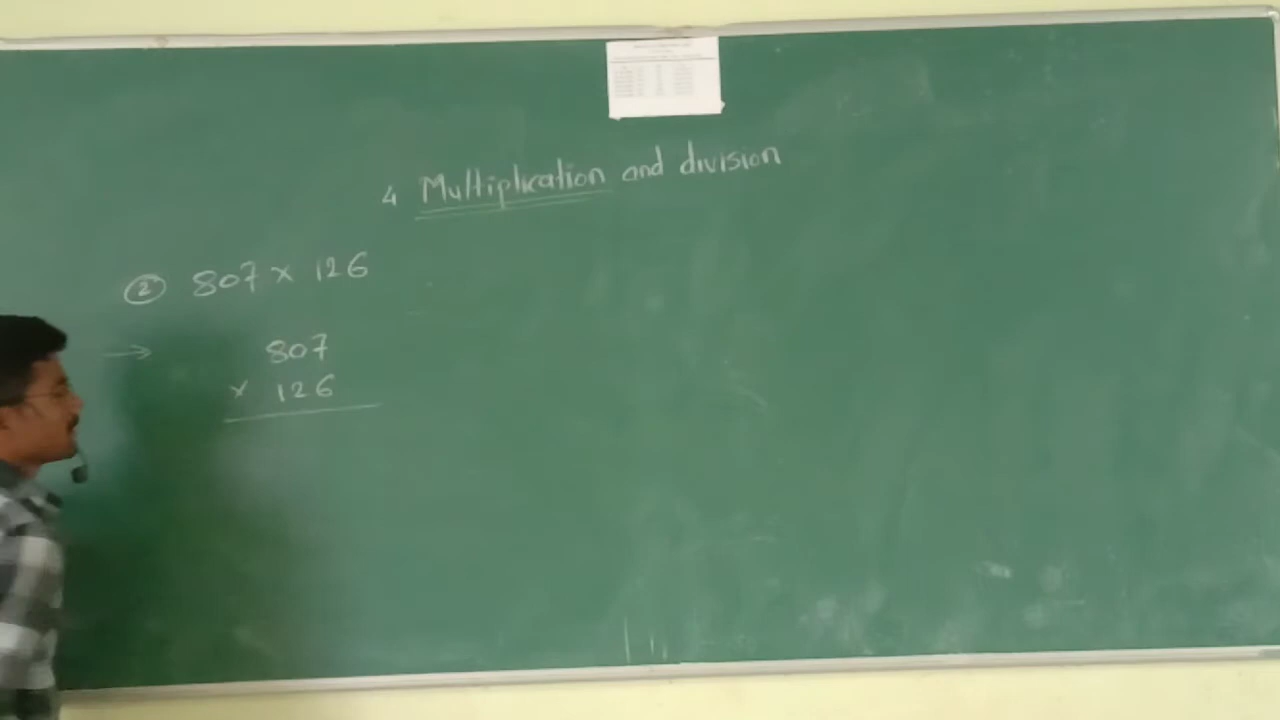 4 Multiplication and division
② 807 × 126
→ 807
× 126